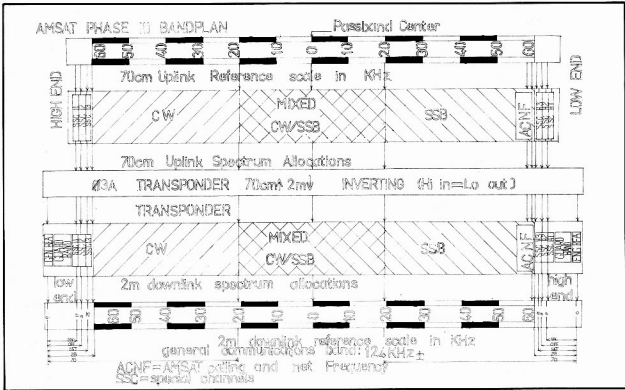 AMSAT PHASE III BANDPLAN
Passband Center
60 50 40 30 20 10 0 10 20 30 40 50 60
70cm Uplink Reference scale in KHz
HIGH END
LOW END
CW
MIXED
CW/SSB
SSB
ACNF
70cm Uplink Spectrum Allocations
Ø3A TRANSPONDER 70cm 2m INVERTING (Hi in=Lo out)
TRANSPONDER
CW
MIXED
CW/SSB
SSB
ACNF
low
end
2m downlink spectrum allocations
high
end
60 50 40 30 20 10 0 10 20 30 40 50 60
2m downlink reference scale in KHz
general communications band: 124KHz±
ACNF=AMSAT calling and net Frequency
SSC=special channels